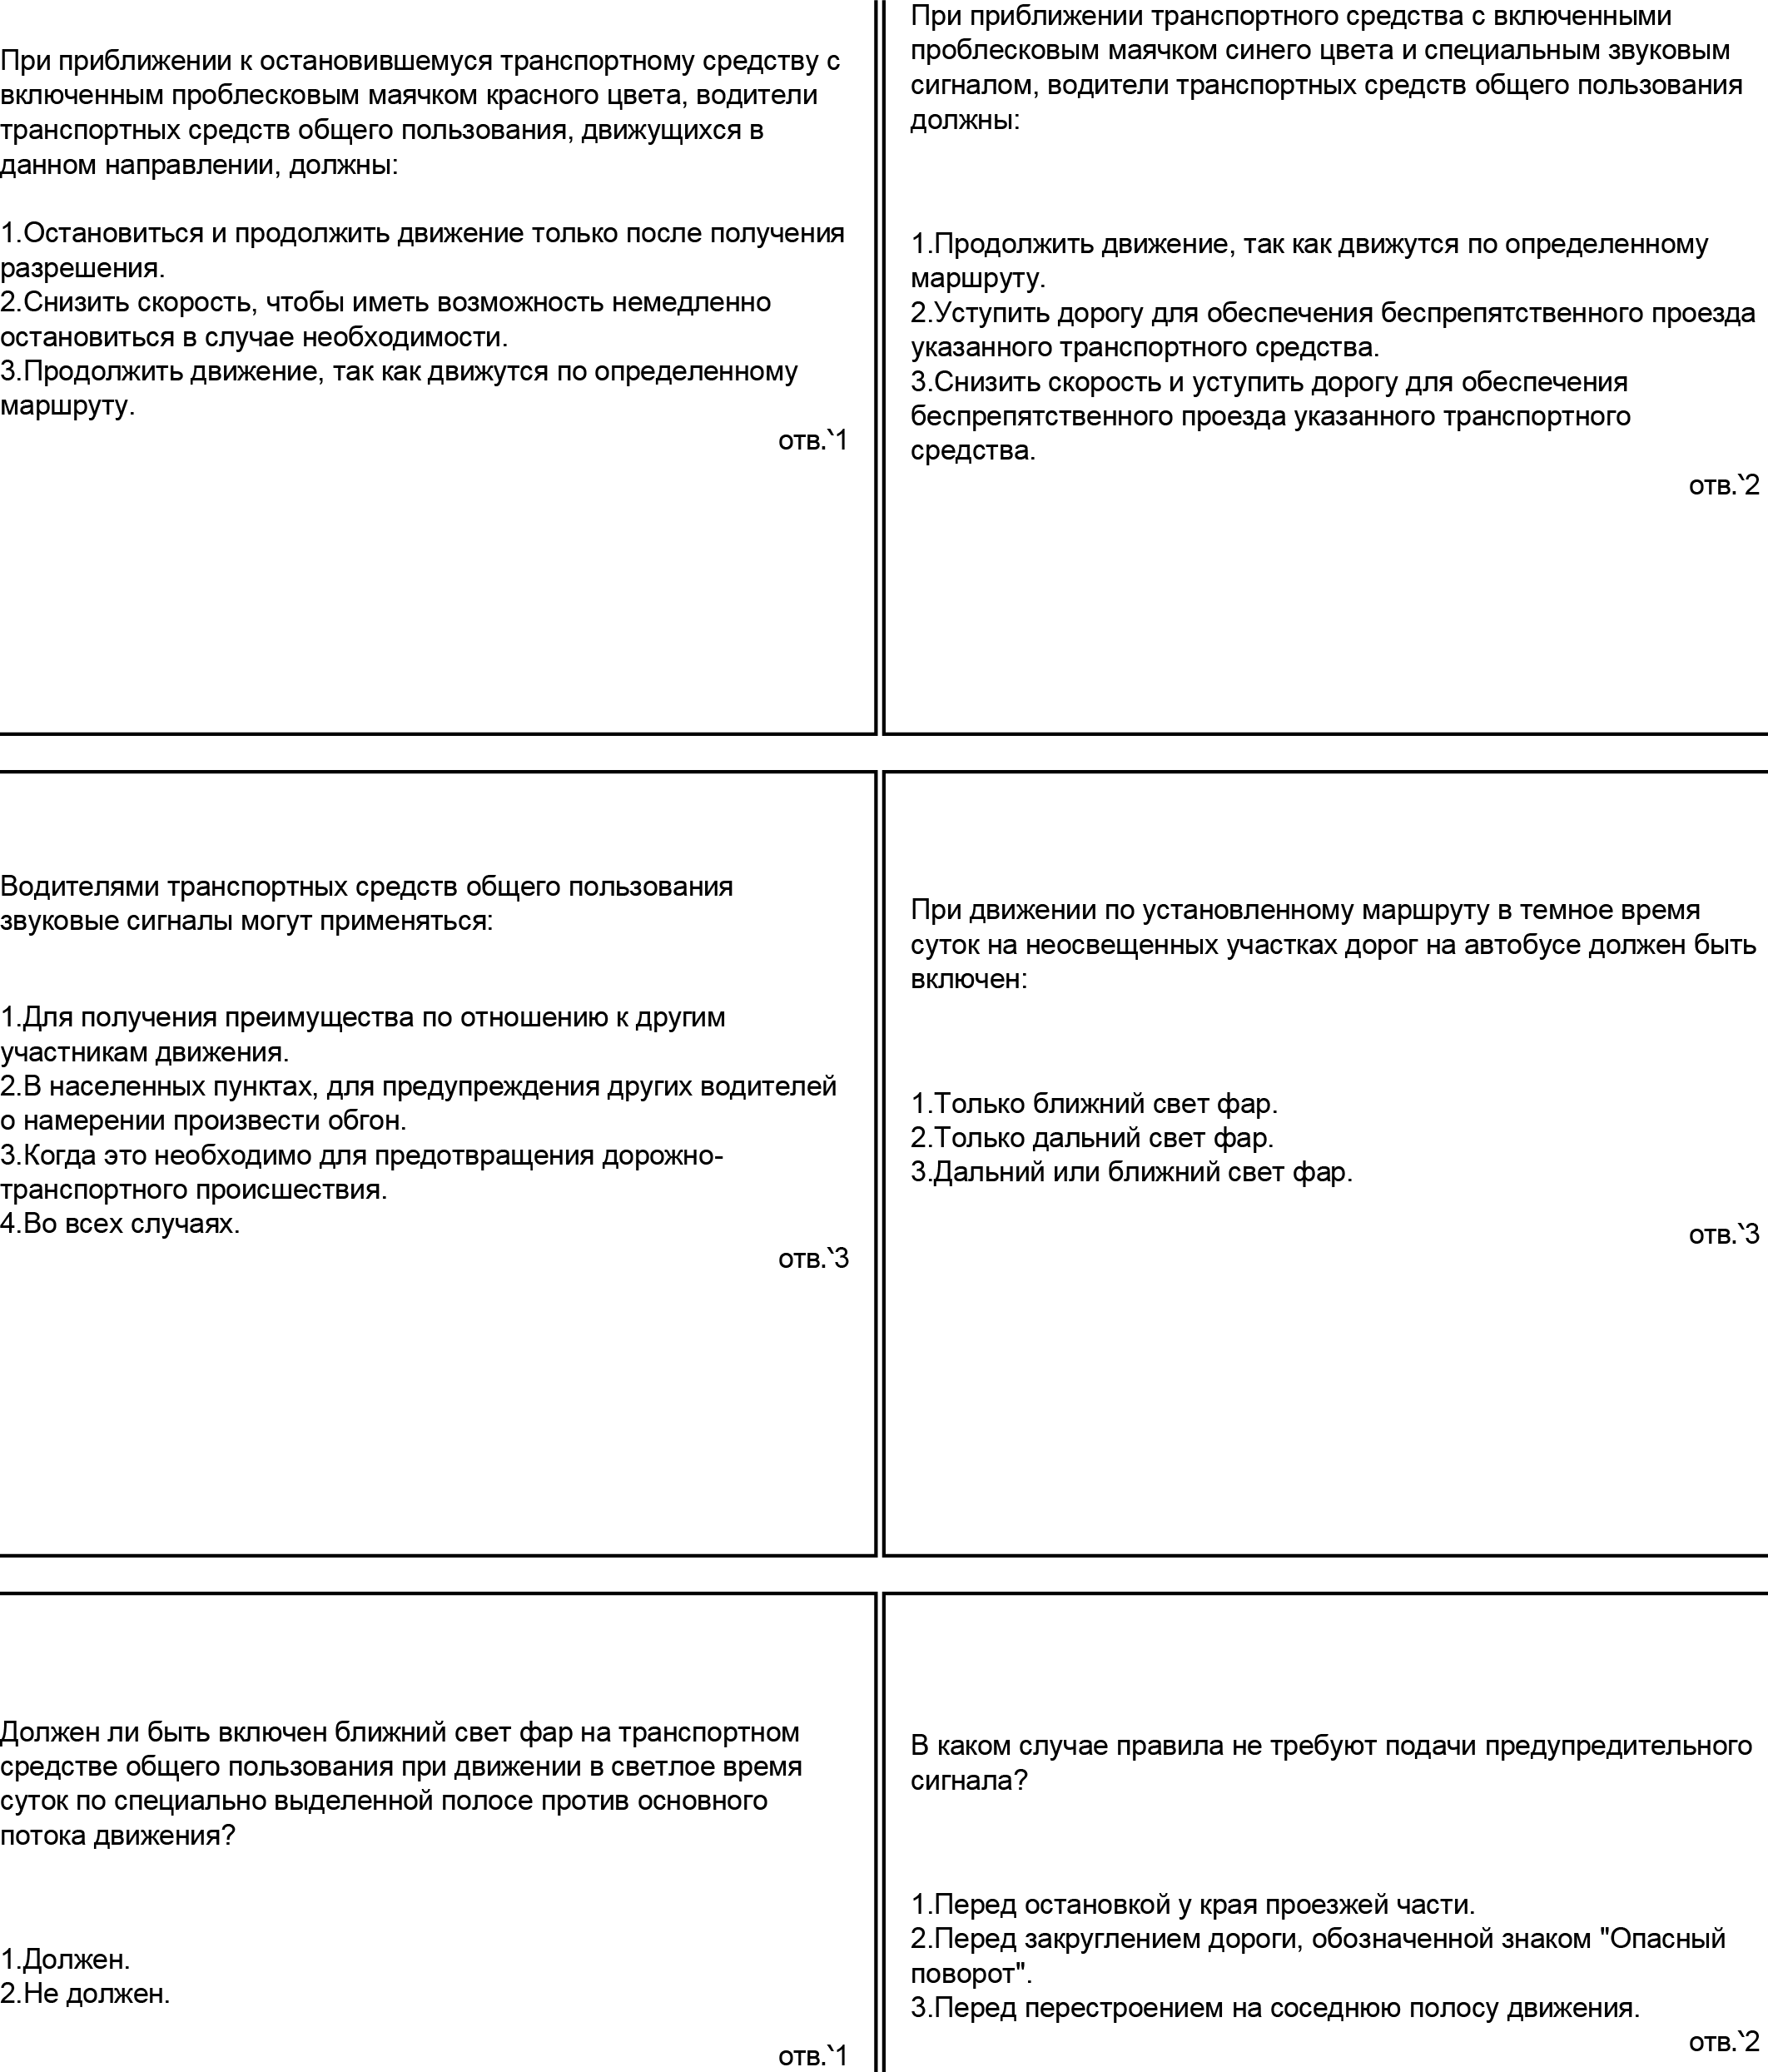 При приближении к остановившемуся транспортному средству с
включенным проблесковым маячком красного цвета, водители
транспортных средств общего пользования, движущихся в
данном направлении, должны:
1.Остановиться и продолжить движение только после получения
разрешения.
2.Снизить скорость, чтобы иметь возможность немедленно
остановиться в случае необходимости.
3.Продолжить движение, так как движутся по определенному
маршруту.
отв.՝1
При приближении транспортного средства с включенными
проблесковым маячком синего цвета и специальным звуковым
сигналом, водители транспортных средств общего пользования
должны:
1.Продолжить движение, так как движутся по определенному
маршруту.
2.Уступить дорогу для обеспечения беспрепятственного проезда
указанного транспортного средства.
3.Снизить скорость и уступить дорогу для обеспечения
беспрепятственного проезда указанного транспортного
средства.
отв.՝2
Водителями транспортных средств общего пользования
звуковые сигналы могут применяться:
1.Для получения преимущества по отношению к другим
участникам движения.
2.В населенных пунктах, для предупреждения других водителей
о намерении произвести обгон.
3.Когда это необходимо для предотвращения дорожно-
транспортного происшествия.
4.Во всех случаях.
отв.՝3
При движении по установленному маршруту в темное время
суток на неосвещенных участках дорог на автобусе должен быть
включен:
1.Только ближний свет фар.
2.Только дальний свет фар.
3.Дальний или ближний свет фар.
отв.՝3
Должен ли быть включен ближний свет фар на транспортном
средстве общего пользования при движении в светлое время
суток по специально выделенной полосе против основного
потока движения?
1.Должен.
2.Не должен.
отв.՝1
В каком случае правила не требуют подачи предупредительного
сигнала?
1.Перед остановкой у края проезжей части.
2.Перед закруглением дороги, обозначенной знаком "Опасный
поворот".
3.Перед перестроением на соседнюю полосу движения.
отв.՝2